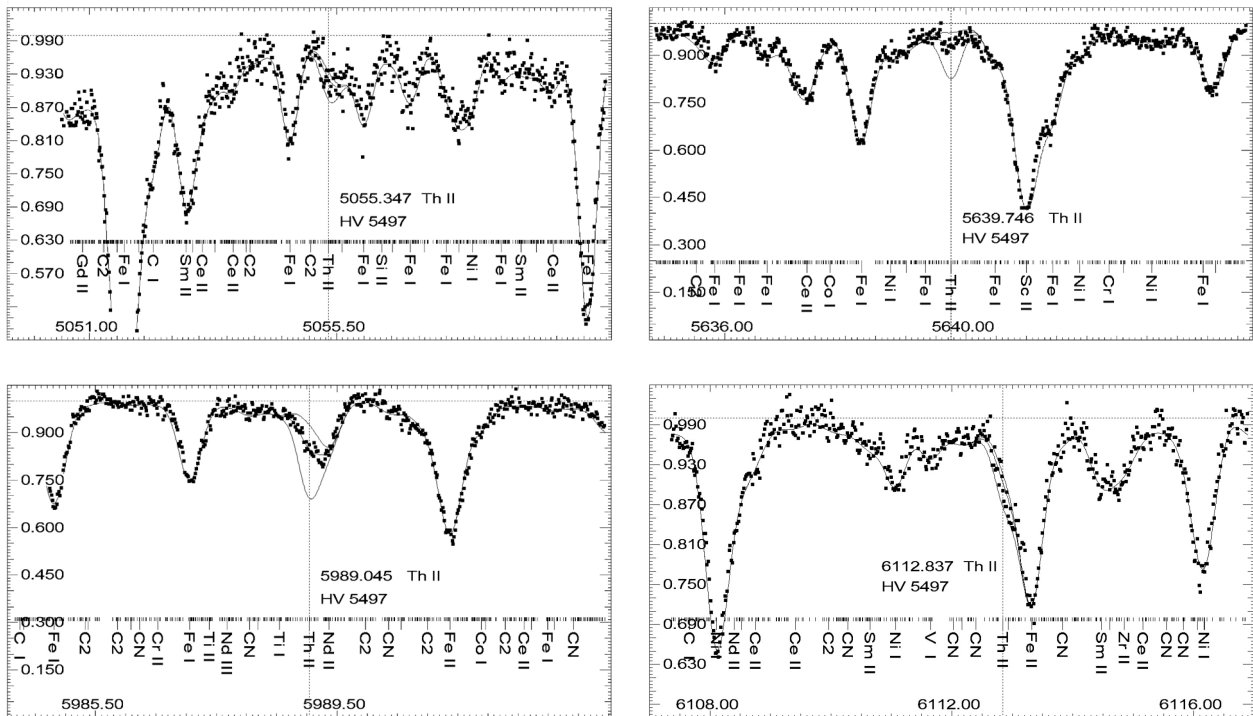 0.990
0.930
0.870
0.810
0.750
0.690
0.630
0.570
5055.347 Th II
HV 5497
Gd II
C2
Fe I
C I
Sm II
Ce II
Ce II
C2
Fe I
C2
Th II
Fe I
Si I
Fe I
Fe I
Ni I
Fe I
Sm II
Ce II
Fe I
5051.00
5055.50
0.900
0.750
0.600
0.450
0.300
0.150
5639.746 Th II
HV 5497
Fe I
Fe I
Fe I
Ce II
Co I
Fe I
Ni I
Fe I
Th II
Fe I
Sc II
Fe I
Ni I
Cr I
Ni I
Fe I
5636.00
5640.00
0.900
0.750
0.600
0.450
0.300
0.150
5989.045 Th II
HV 5497
C I
Fe I
C2
C2
CN
Cr II
Fe I
Ti II
Nd III
CN
Ti I
Th II
Nd II
C2
CN
C2
Fe II
Co I
C2
Ce II
Fe I
CN
5985.50
5989.50
0.990
0.930
0.870
0.810
0.750
0.690
0.630
6112.837 Th II
HV 5497
C I
Nd II
Ce II
Ce II
C2
CN
Sm II
Ni I
V I
CN
CN
Th II
Fe II
CN
Sm II
Zr II
Ce II
CN
CN
Ni I
6108.00
6112.00
6116.00